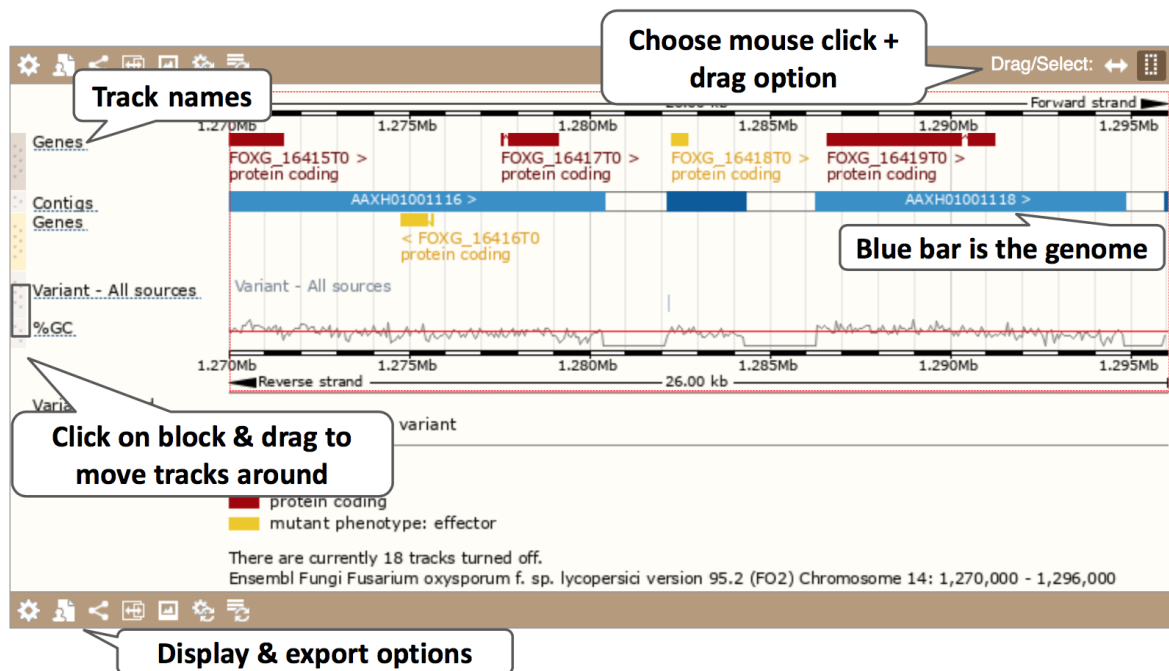 Choose mouse click +
drag option
Drag/Select:
Track names
Forward strand
1.270Mb 1.275Mb 1.280Mb 1.285Mb 1.290Mb 1.295Mb
Genes
FOXG_16415T0 > FOXG_16417T0 > FOXG_16418T0 > FOXG_16419T0 >
protein coding protein coding protein coding protein coding
Contigs AAXH01001116 > AAXH01001118 >
Genes
< FOXG_16416T0
protein coding
Blue bar is the genome
Variant - All sources Variant - All sources
%GC
1.270Mb 1.275Mb 1.280Mb 1.285Mb 1.290Mb 1.295Mb
Reverse strand 26.00 kb
variant
Click on block & drag to
move tracks around
protein coding
mutant phenotype: effector
There are currently 18 tracks turned off.
Ensembl Fungi Fusarium oxysporum f. sp. lycopersici version 95.2 (FO2) Chromosome 14: 1,270,000 - 1,296,000
Display & export options